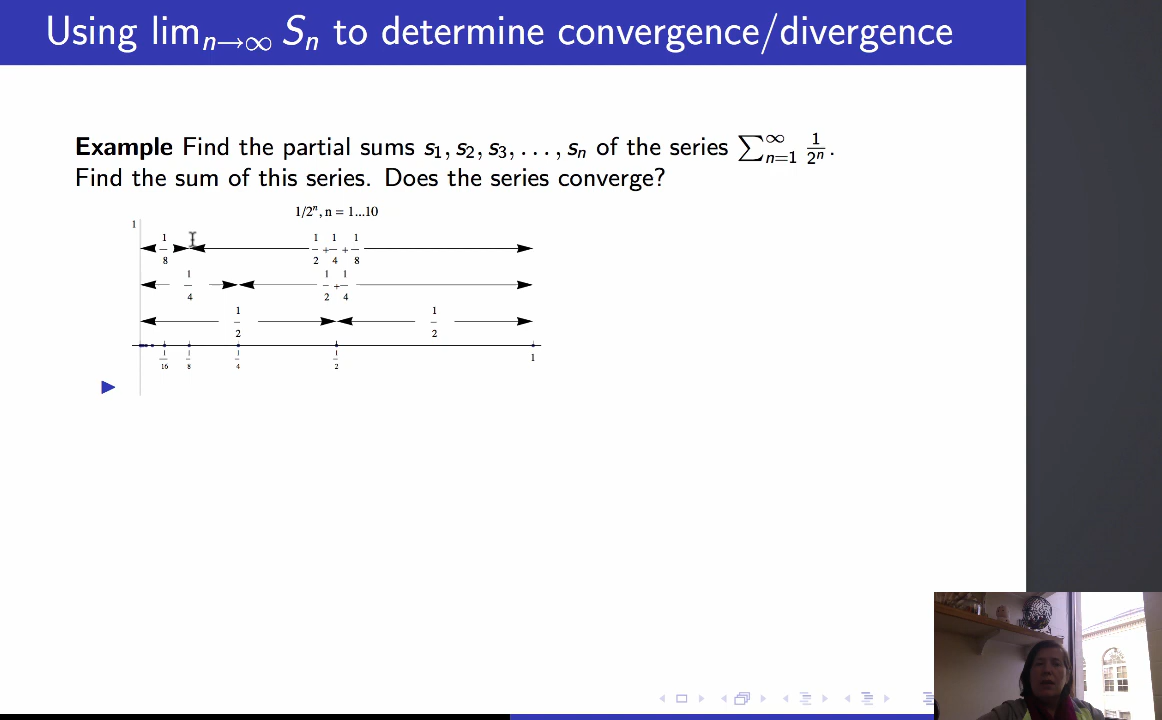 Using lim_{n→∞} S_n to determine convergence/divergence
Example Find the partial sums s_1, s_2, s_3, . . . , s_n of the series ∑_{n=1}^{∞} 1/2^n .
Find the sum of this series. Does the series converge?
1/2^n, n = 1...10
1
1/8 1/2 + 1/4 + 1/8
1/4 1/2 + 1/4
1/2 1/2
1/16 1/8 1/4 1/2 1